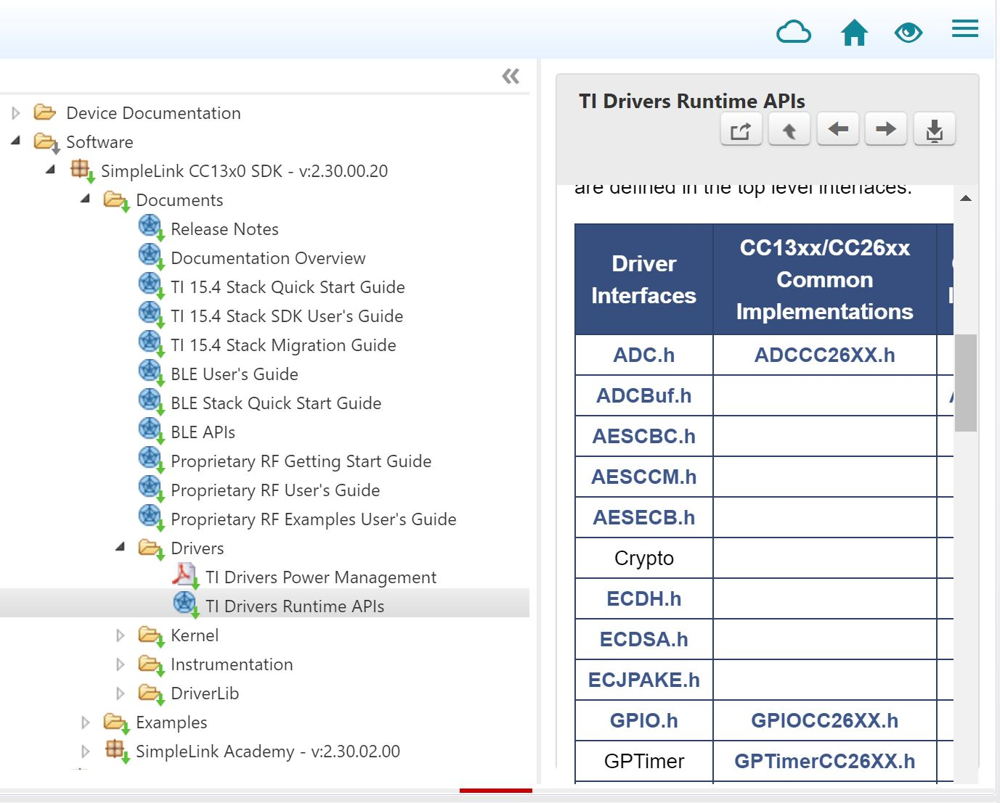 Device Documentation
Software
SimpleLink CC13x0 SDK - v:2.30.00.20
Documents
Release Notes
Documentation Overview
TI 15.4 Stack Quick Start Guide
TI 15.4 Stack SDK User's Guide
TI 15.4 Stack Migration Guide
BLE User's Guide
BLE Stack Quick Start Guide
BLE APIs
Proprietary RF Getting Start Guide
Proprietary RF User's Guide
Proprietary RF Examples User's Guide
Drivers
TI Drivers Power Management
TI Drivers Runtime APIs
Kernel
Instrumentation
DriverLib
Examples
SimpleLink Academy - v:2.30.02.00
TI Drivers Runtime APIs
are defined in the top level interfaces.
Driver Interfaces
CC13xx/CC26xx Common Implementations
ADC.h ADCCC26XX.h
ADCBuf.h
AESCBC.h
AESCCM.h
AESECB.h
Crypto
ECDH.h
ECDSA.h
ECJPAKE.h
GPIO.h GPIOCC26XX.h
GPTimer GPTimerCC26XX.h